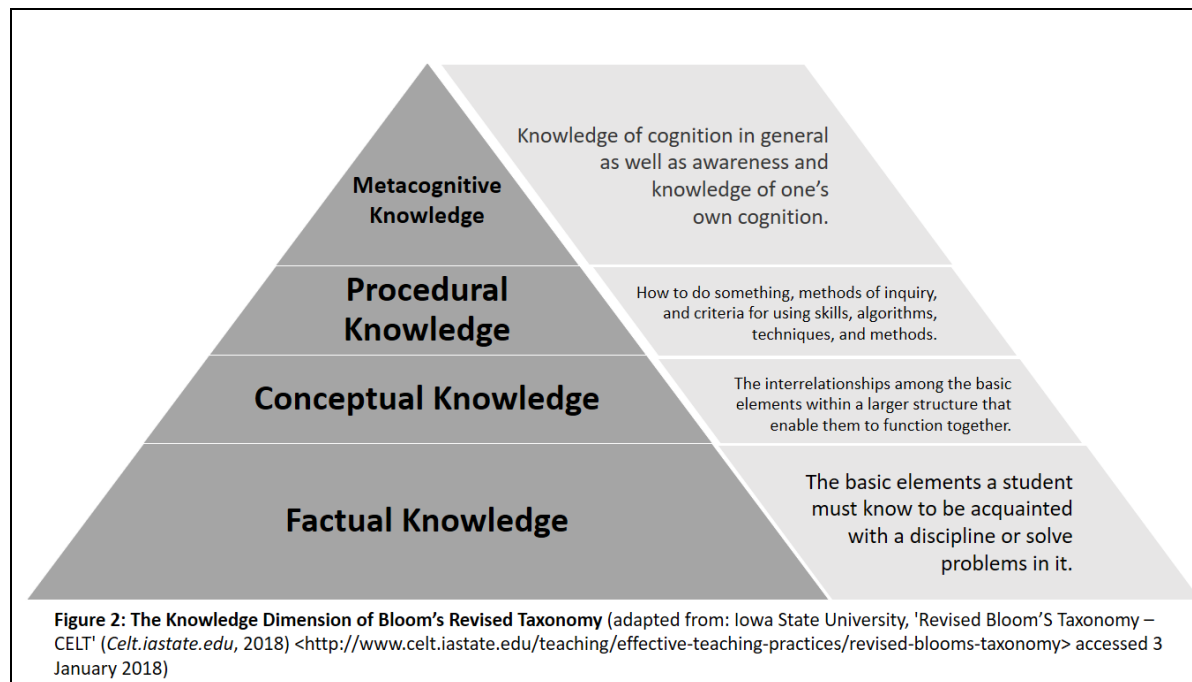 Metacognitive
Knowledge
Knowledge of cognition in general
as well as awareness and
knowledge of one’s
own cognition.
Procedural
Knowledge
How to do something, methods of inquiry,
and criteria for using skills, algorithms,
techniques, and methods.
Conceptual Knowledge
The interrelationships among the basic
elements within a larger structure that
enable them to function together.
Factual Knowledge
The basic elements a student
must know to be acquainted
with a discipline or solve
problems in it.
Figure 2: The Knowledge Dimension of Bloom’s Revised Taxonomy (adapted from: Iowa State University, 'Revised Bloom’S Taxonomy –
CELT' (Celt.iastate.edu, 2018) <http://www.celt.iastate.edu/teaching/effective-teaching-practices/revised-blooms-taxonomy> accessed 3
January 2018)